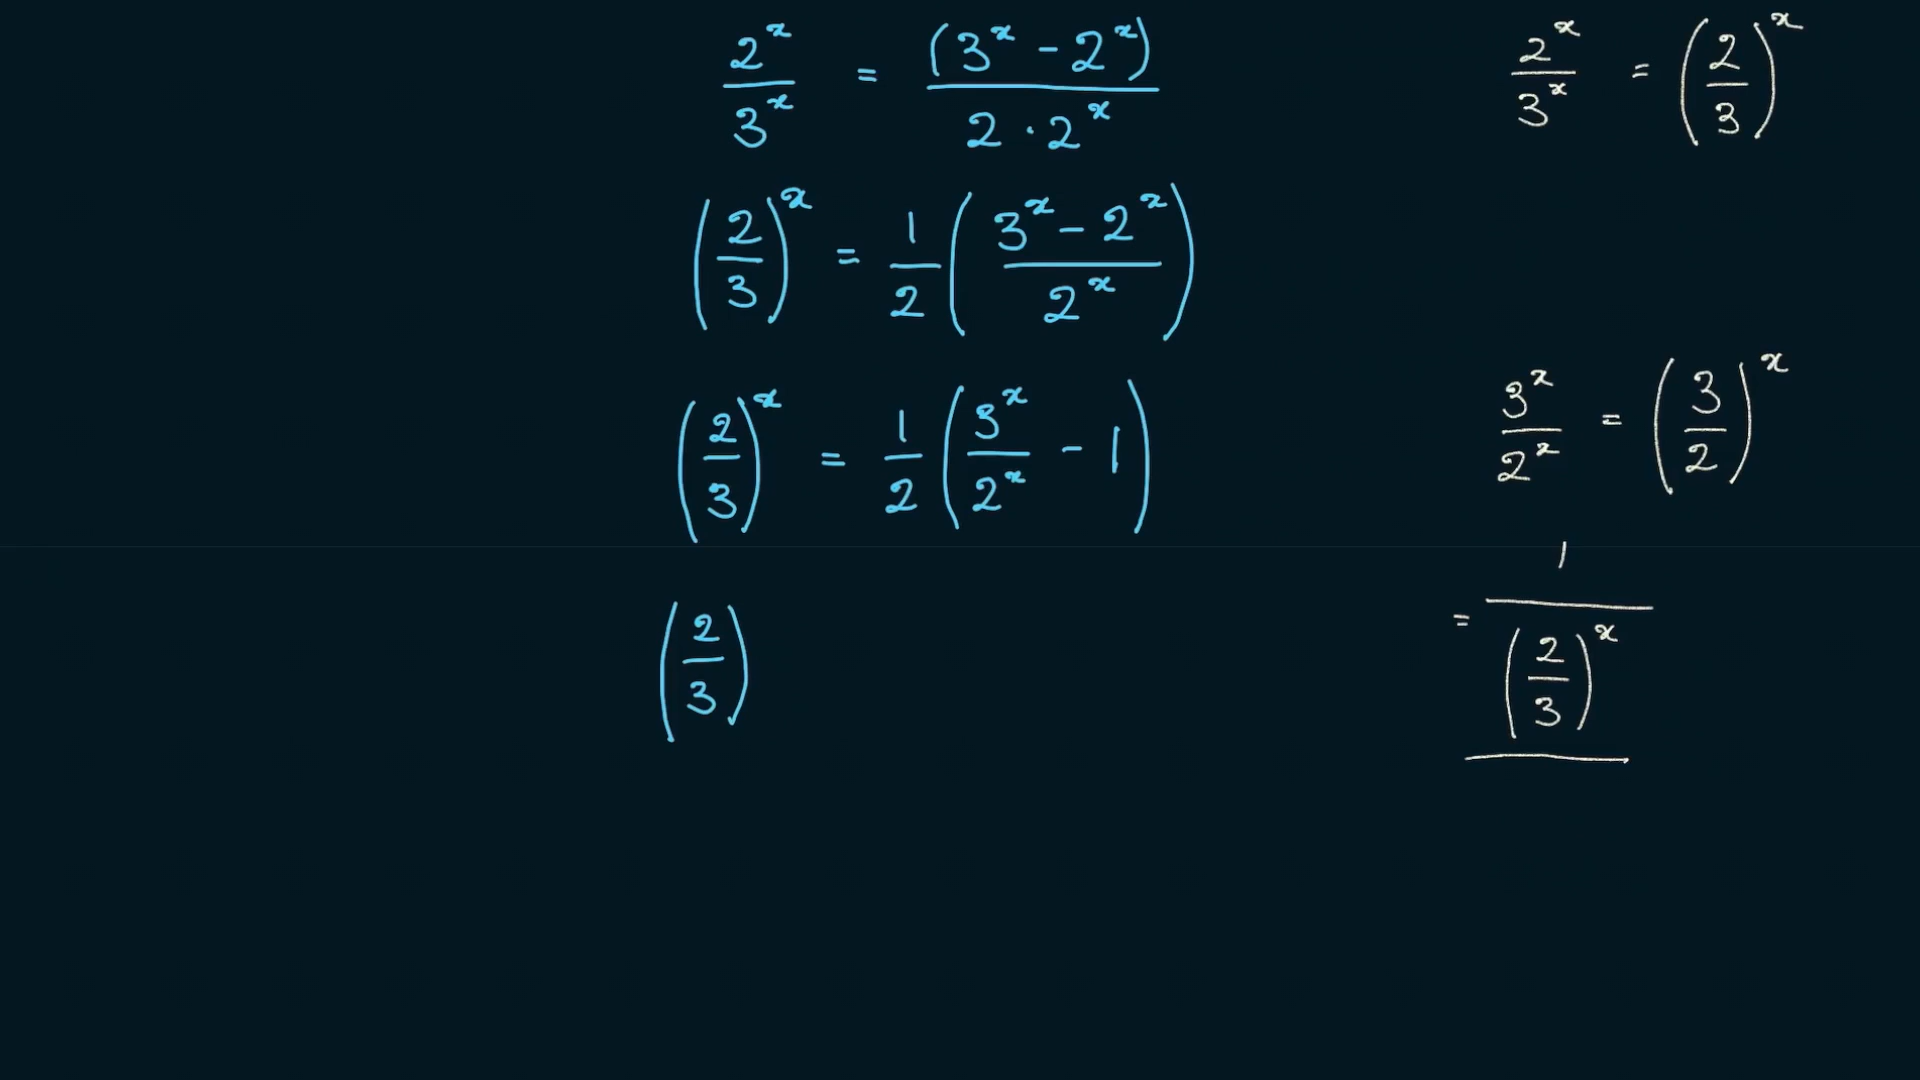 2^x/3^x = (3^x - 2^x)/(2 · 2^x)
(2/3)^x = 1/2 ((3^x - 2^x)/2^x)
(2/3)^x = 1/2 (3^x/2^x - 1)
(2/3)
2^x/3^x = (2/3)^x
3^x/2^x = (3/2)^x
= 1/(2/3)^x